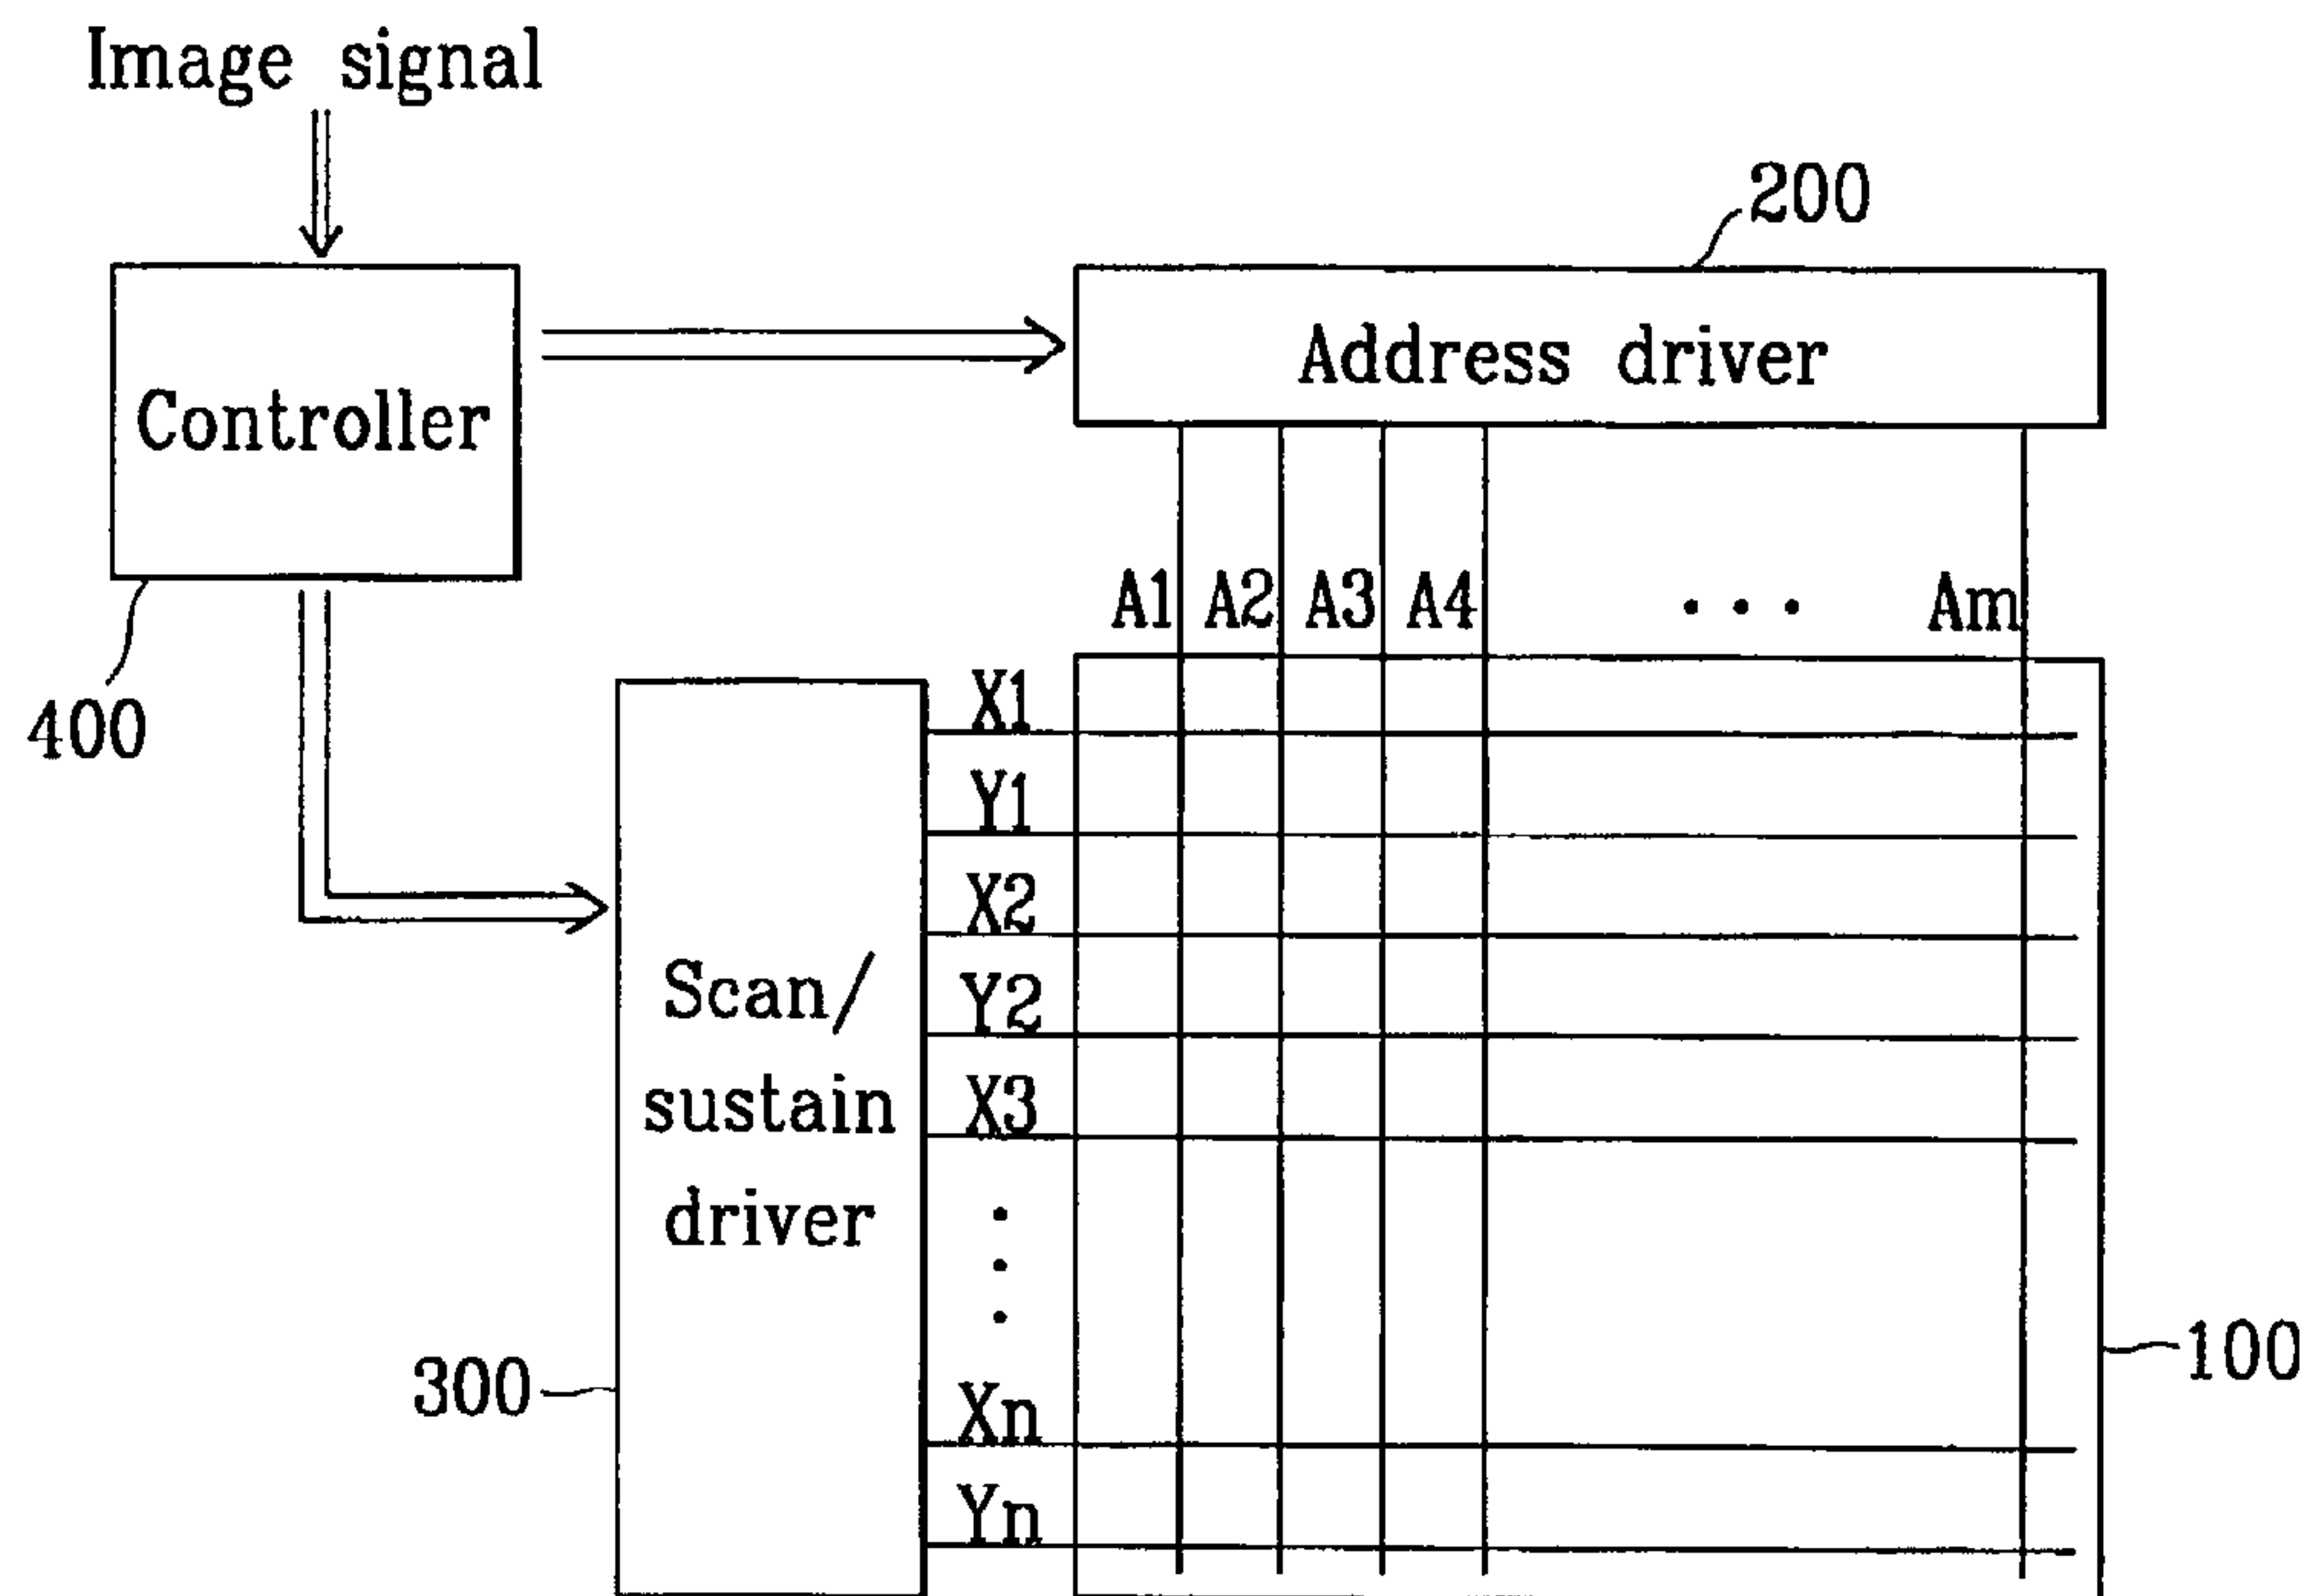 Image signal
200
Controller
Address driver
A1 A2 A3 A4 ... Am
400
X1
Y1
X2
Y2
X3
Scan/
sustain
driver
300
100
Xn
Yn